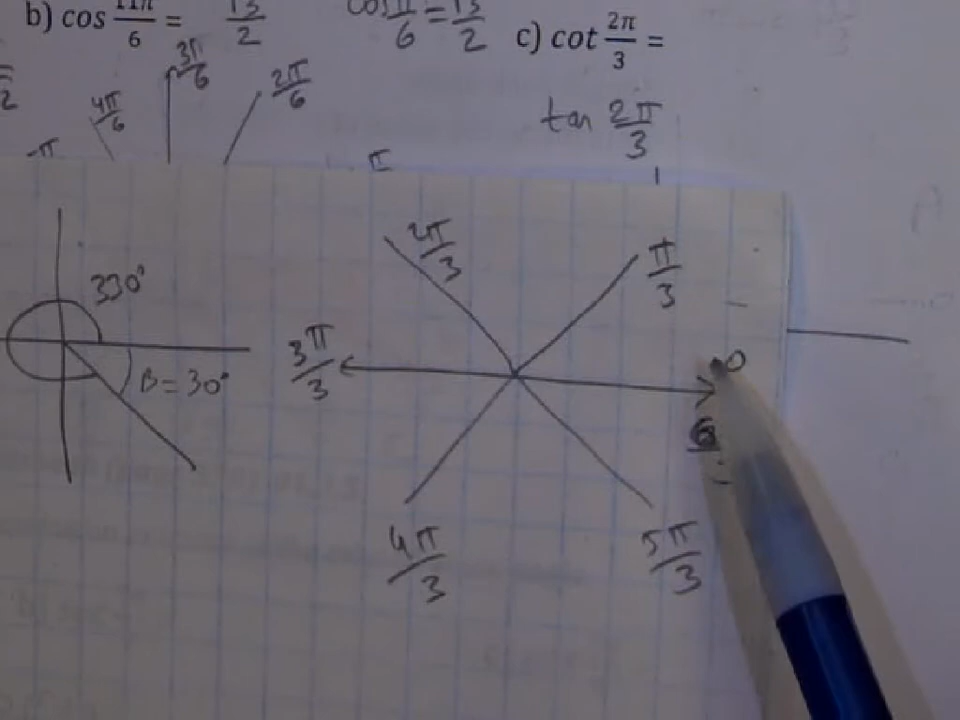 b) cos 11π/6 = √3/2
cos π/6 = √3/2
c) cot 2π/3 =
3π/6
2π/6
4π/6
tan 2π/3
-π
π
2π/3
π/3
330°
3π/3
0
β = 30°
4π/3
5π/3